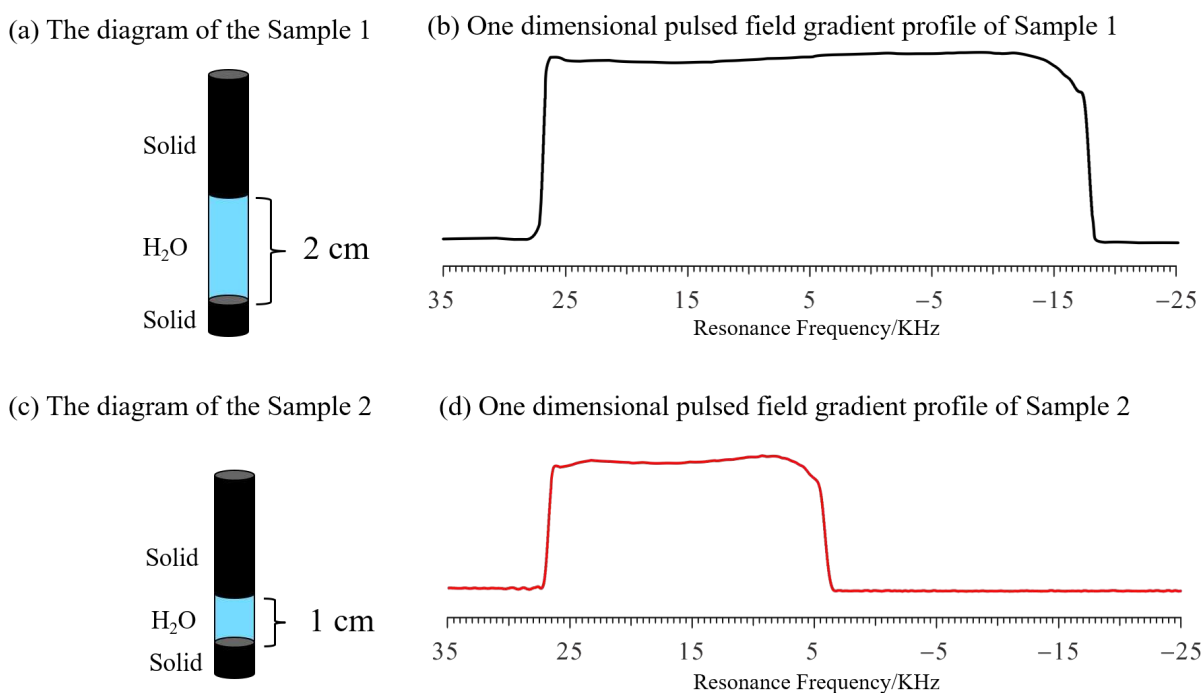 (a) The diagram of the Sample 1
(b) One dimensional pulsed field gradient profile of Sample 1
Solid
H₂O
2 cm
Solid
35 25 15 5 −5 −15 −25
Resonance Frequency/KHz
(c) The diagram of the Sample 2
(d) One dimensional pulsed field gradient profile of Sample 2
Solid
H₂O
1 cm
Solid
35 25 15 5 −5 −15 −25
Resonance Frequency/KHz